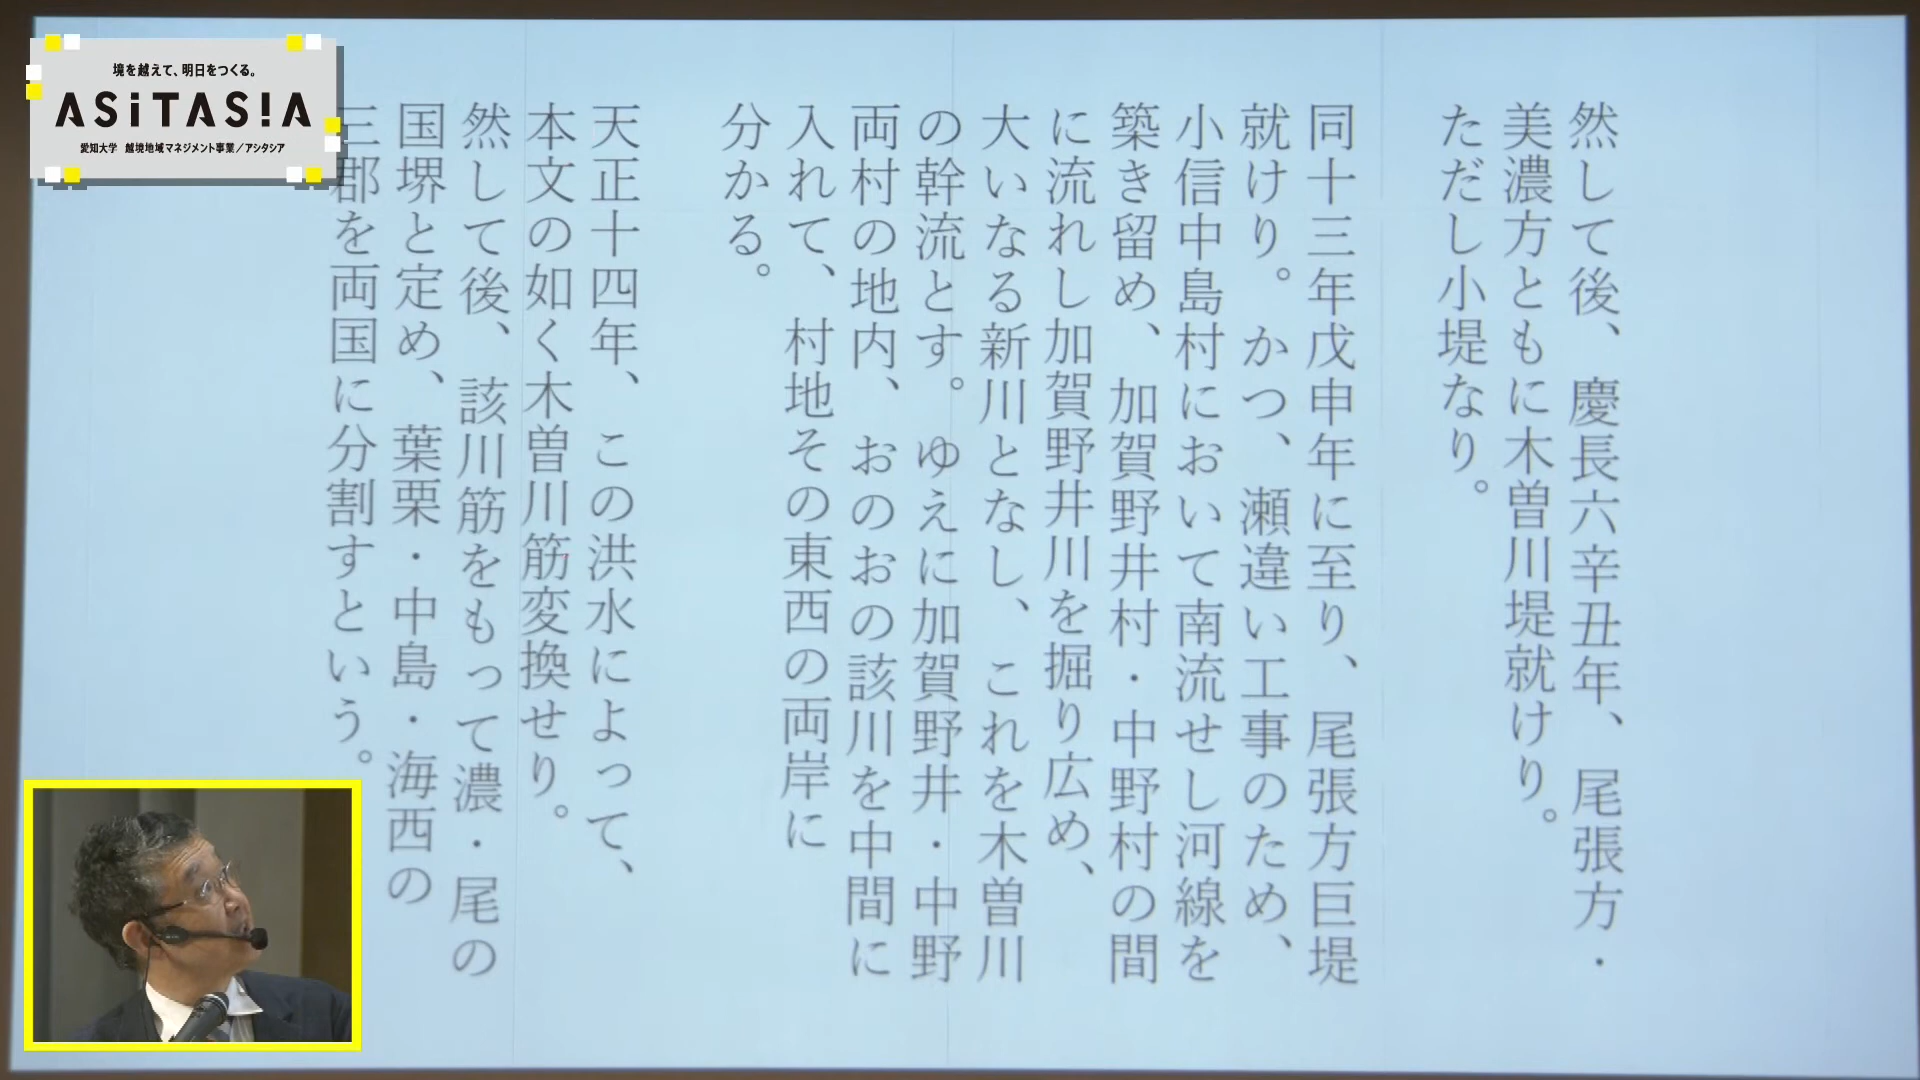 境を越えて、明日をつくる。
ASiTASiA
愛知大学 越境地域マネジメント事業／アシタシア
然して後、慶長六辛丑年、尾張方・
美濃方ともに木曽川堤就けり。
ただし小堤なり。
同十三年戊申年に至り、尾張方巨堤
就けり。かつ、瀬違い工事のため、
小信中島村において南流せし河線を
築き留め、加賀野井村・中野村の間
に流れし加賀野井川を掘り広め、
大いなる新川となし、これを木曽川
の幹流とす。ゆえに加賀野井・中野
両村の地内、おのおの該川を中間に
入れて、村地その東西の両岸に
分かる。
天正十四年、この洪水によって、
本文の如く木曽川筋変換せり。
然して後、該川筋をもって濃・尾の
国堺と定め、葉栗・中島・海西の
三郡を両国に分割すという。